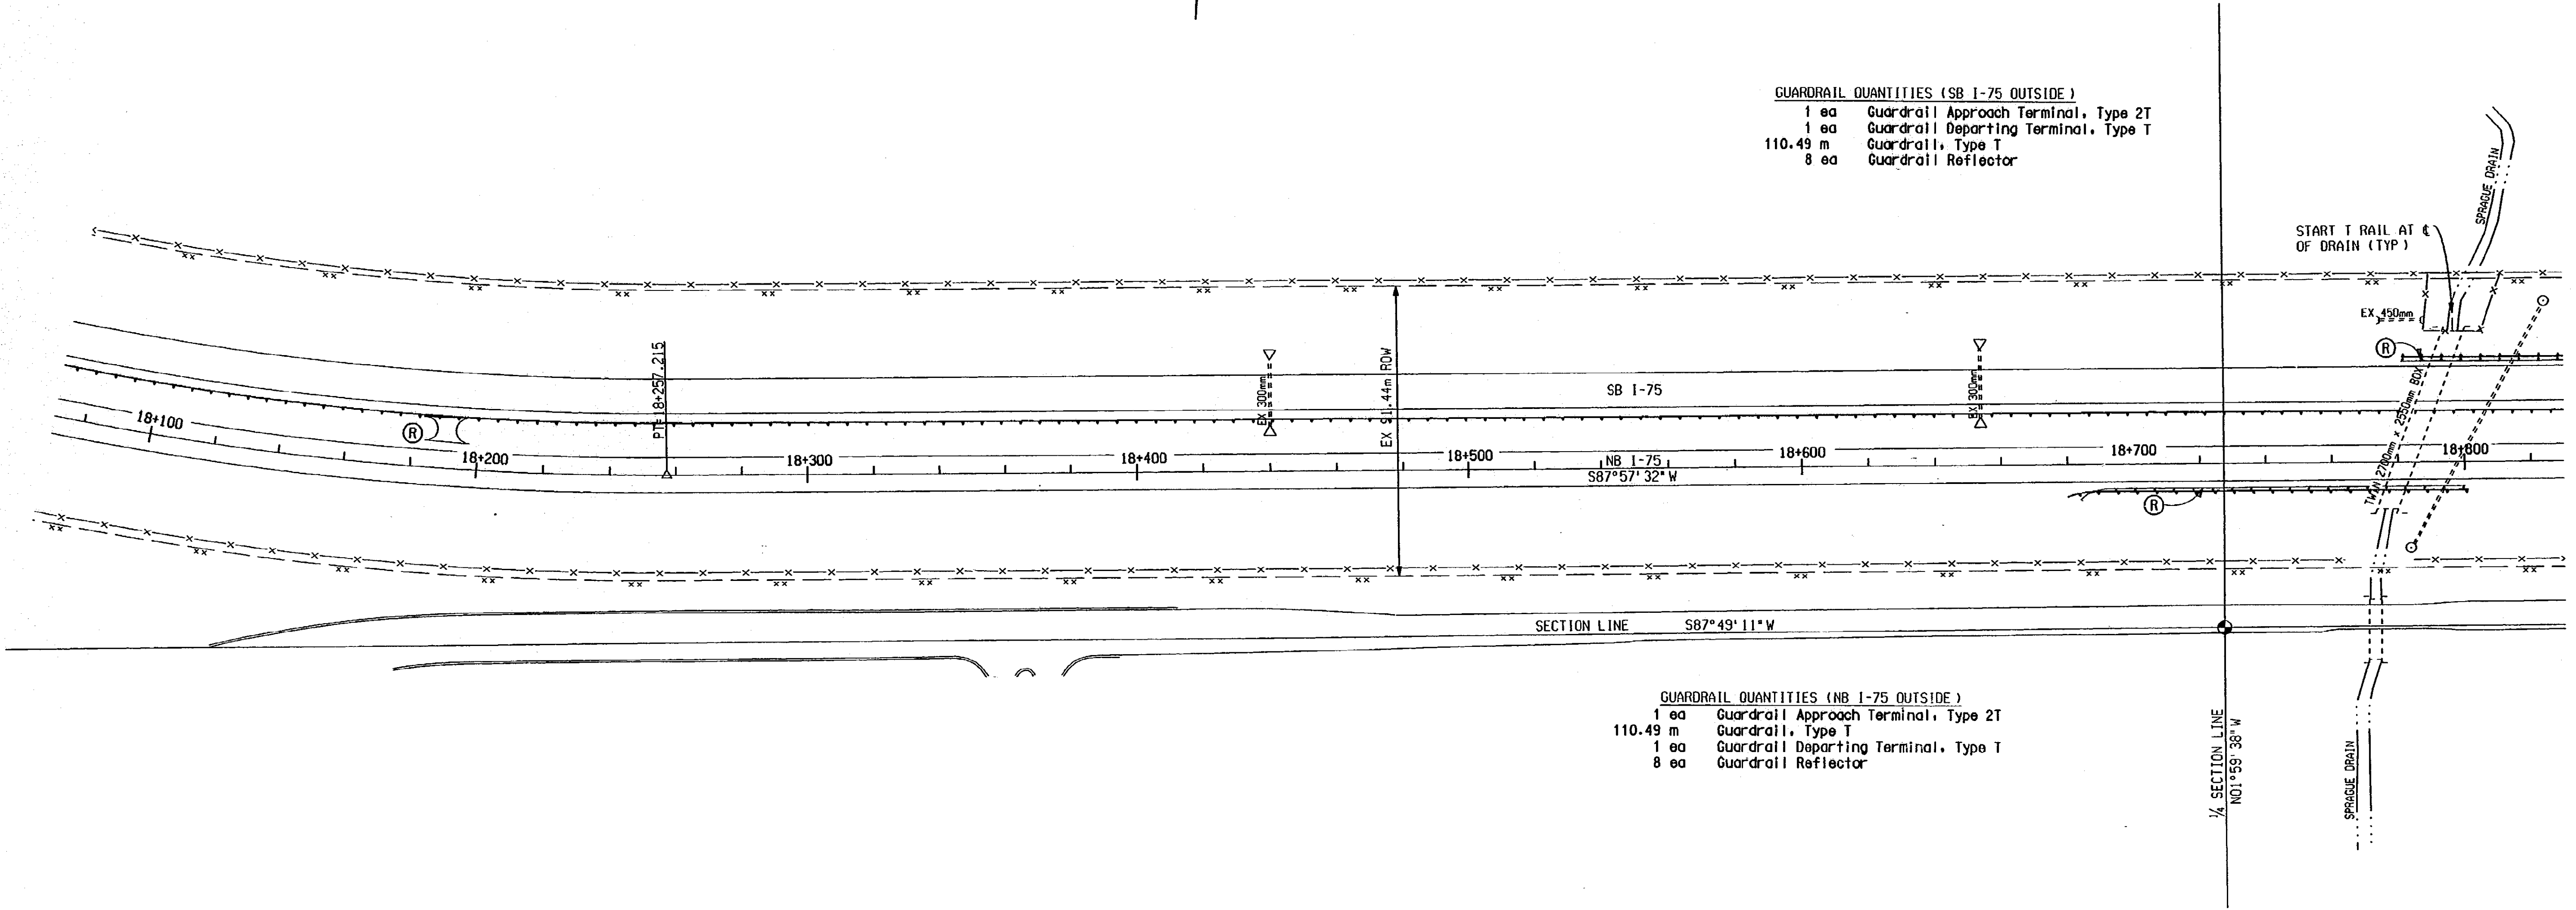 GUARDRAIL QUANTITIES (SB I-75 OUTSIDE)
1 ea Guardrail Approach Terminal, Type 2T
1 ea Guardrail Departing Terminal, Type T
110.49 m Guardrail, Type T
8 ea Guardrail Reflector
SPRAGUE DRAIN
START T RAIL AT ℄
OF DRAIN (TYP)
EX 450mm
R
PT= 18+257.215
EX 300mm
EX 91.44m ROW
SB I-75
EX 300mm
TWIN 2700mm x 2550mm BOX
R
18+100
18+200
18+300
18+400
18+500
NB I-75
18+600
18+700
18+800
S87°57'32"W
R
SECTION LINE S87°49'11"W
GUARDRAIL QUANTITIES (NB I-75 OUTSIDE)
1 ea Guardrail Approach Terminal, Type 2T
110.49 m Guardrail, Type T
1 ea Guardrail Departing Terminal, Type T
8 ea Guardrail Reflector
1/4 SECTION LINE
N01°59'38"W
SPRAGUE DRAIN